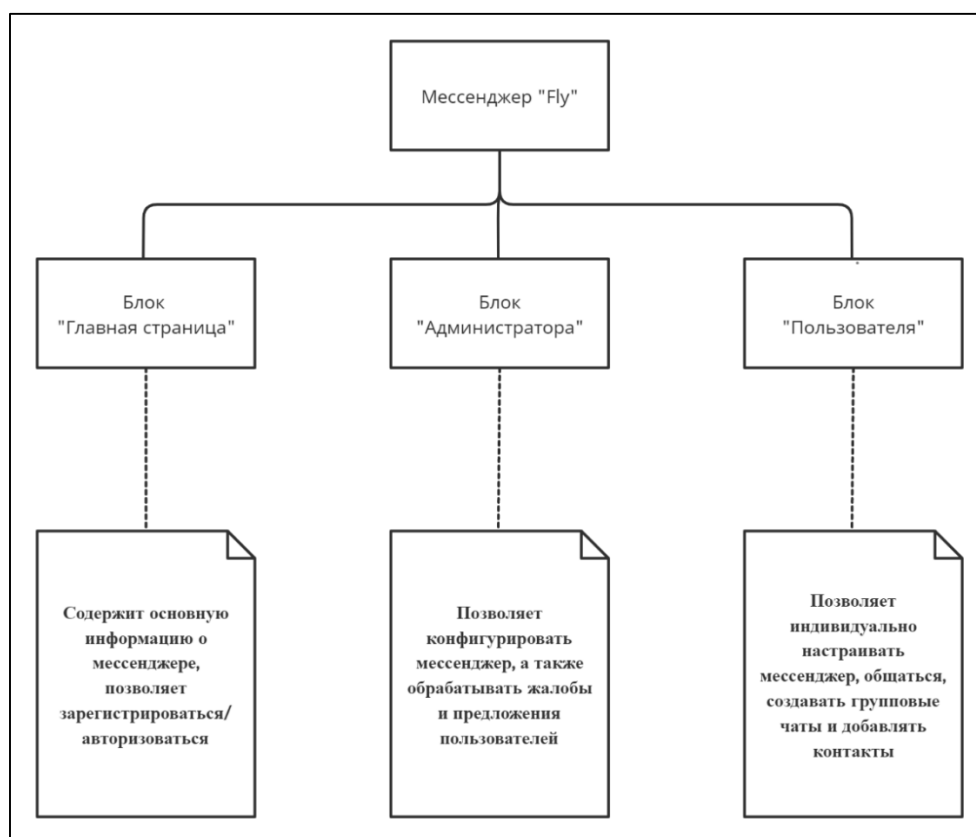 Мессенджер "Fly"
Блок
"Главная страница"
Блок
"Администратора"
Блок
"Пользователя"
Содержит основную
информацию о
мессенджере,
позволяет
зарегистрироваться/
авторизоваться
Позволяет
конфигурировать
мессенджер, а также
обрабатывать жалобы
и предложения
пользователей
Позволяет
индивидуально
настраивать
мессенджер, общаться,
создавать групповые
чаты и добавлять
контакты